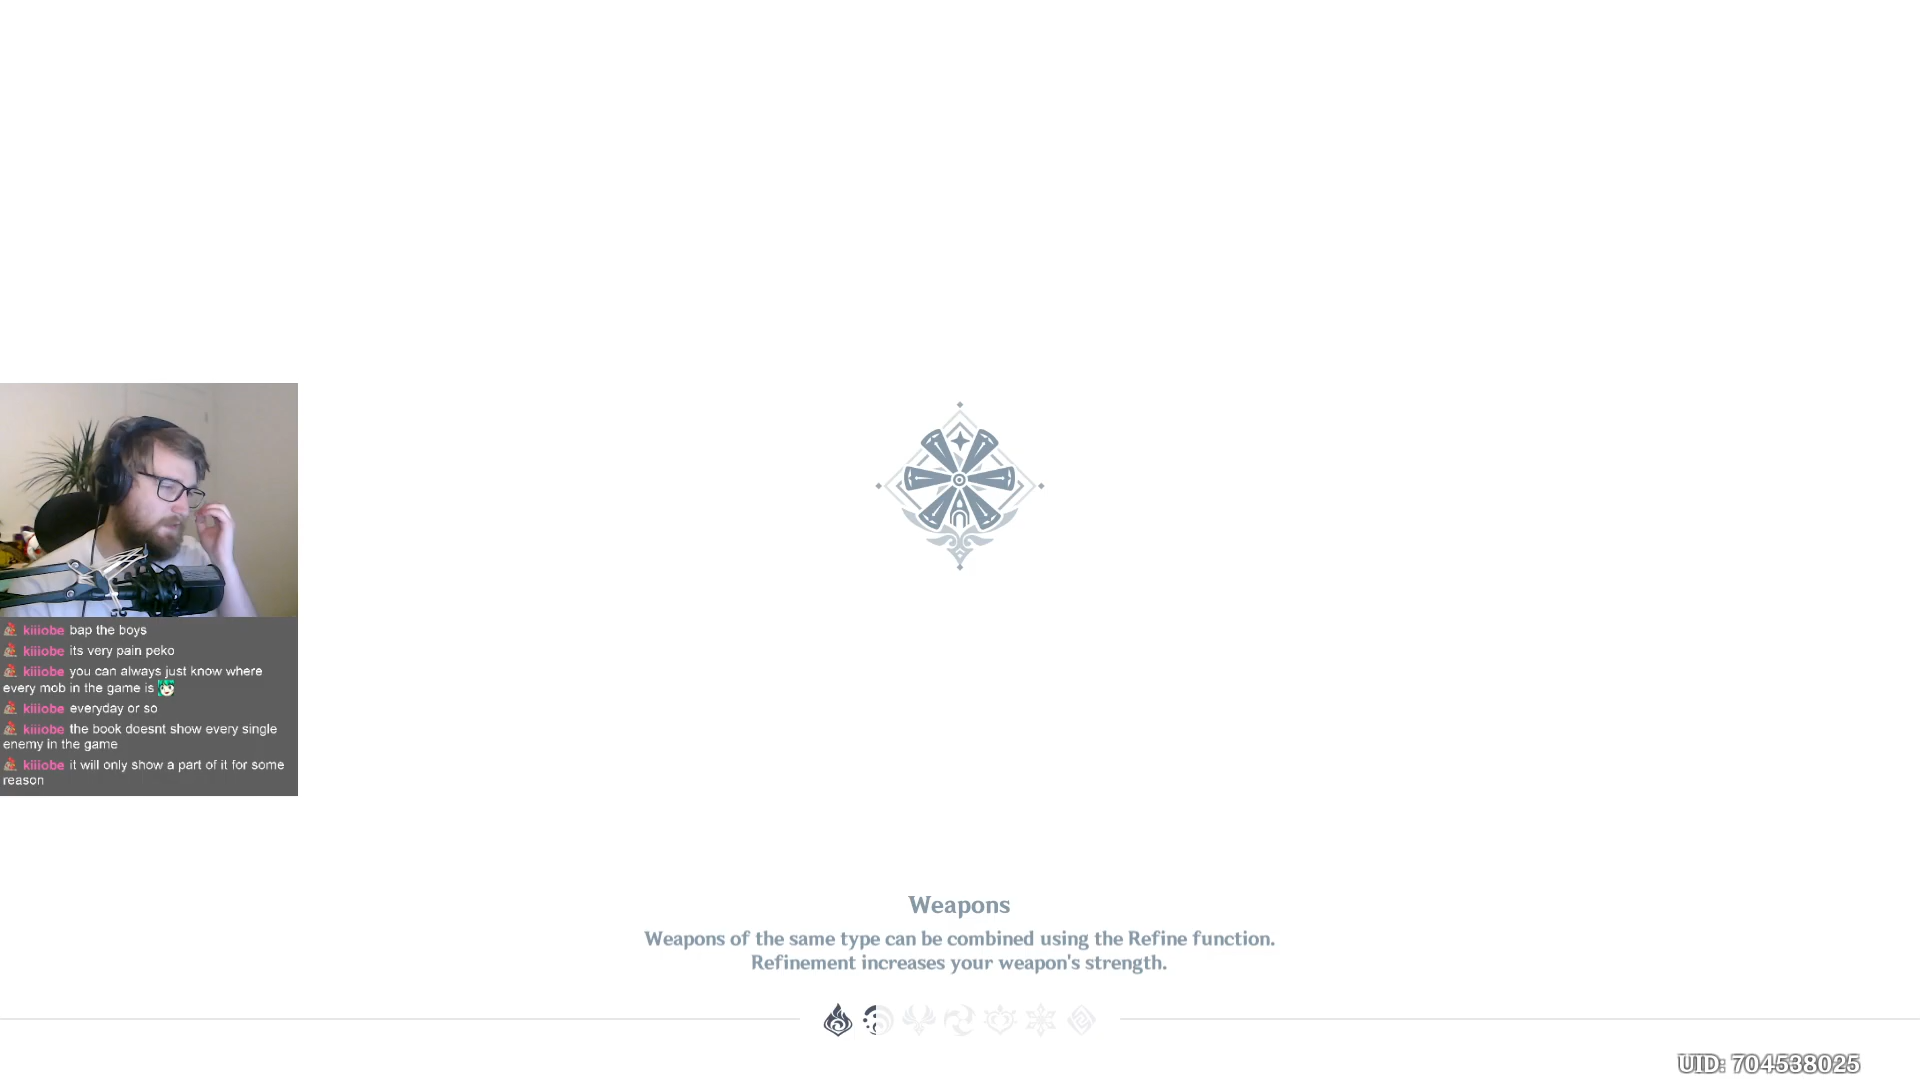 kiiiobe bap the boys
kiiiobe its very pain peko
kiiiobe you can always just know where
every mob in the game is
kiiiobe everyday or so
kiiiobe the book doesnt show every single
enemy in the game
kiiiobe it will only show a part of it for some
reason
Weapons
Weapons of the same type can be combined using the Refine function.
Refinement increases your weapon's strength.
UID: 704538025